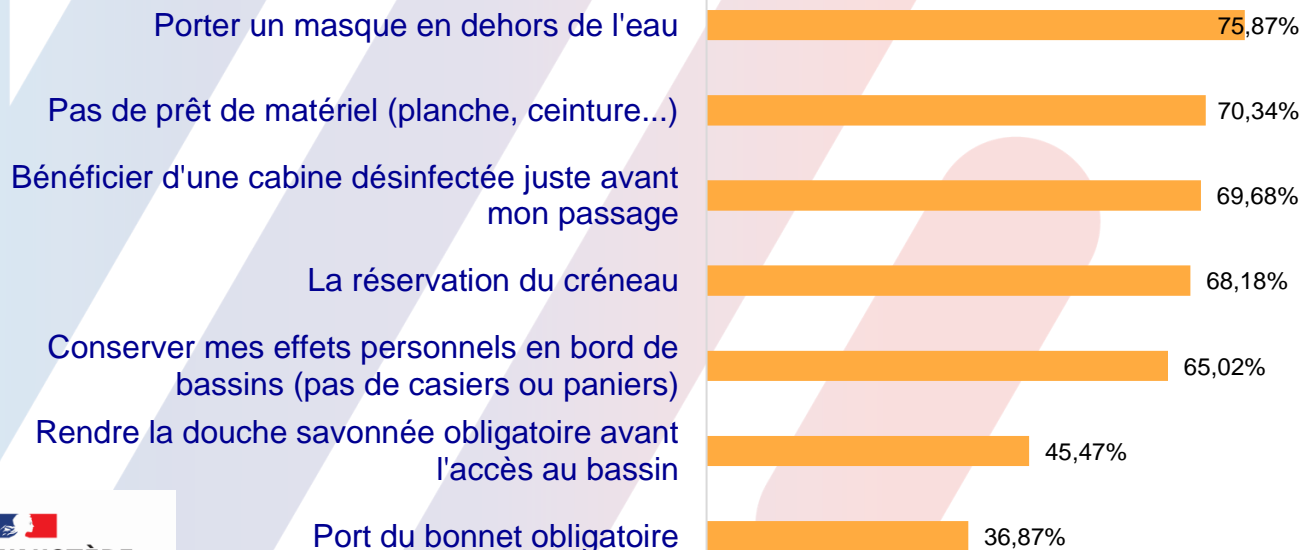 Porter un masque en dehors de l'eau
75,87%
Pas de prêt de matériel (planche, ceinture...)
70,34%
Bénéficier d'une cabine désinfectée juste avant
mon passage
69,68%
La réservation du créneau
68,18%
Conserver mes effets personnels en bord de
bassins (pas de casiers ou paniers)
65,02%
Rendre la douche savonnée obligatoire avant
l'accès au bassin
45,47%
Port du bonnet obligatoire
36,87%